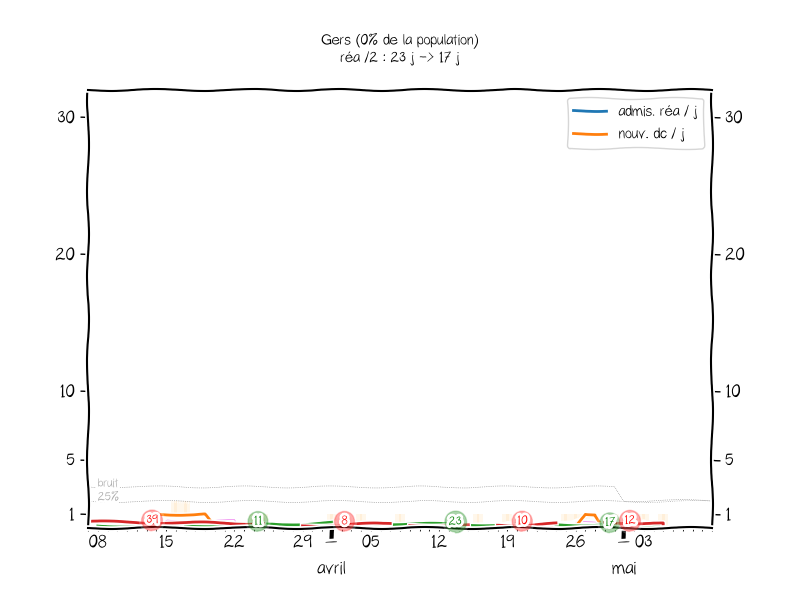 Gers (0% de la population)
réa /2 : 23 j -> 17 j
admis. réa / j
nouv. dc / j
30 30
20 20
10 10
5 5
bruit
25%
1 1
39 11 8 23 10 17 12
08 15 22 29 05 12 19 26 03
avril mai